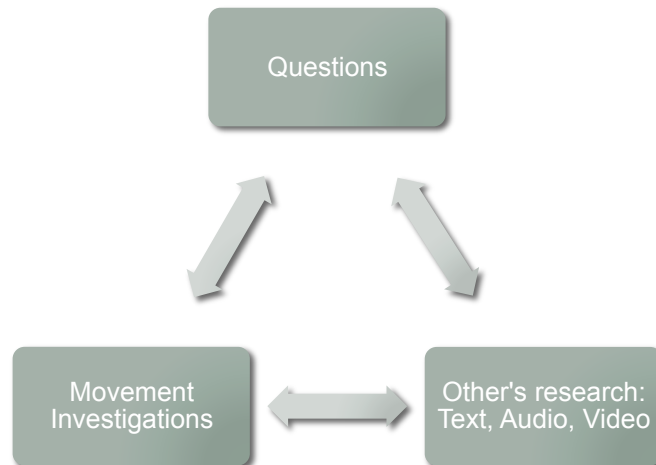 Questions
Movement
Investigations
Other's research:
Text, Audio, Video